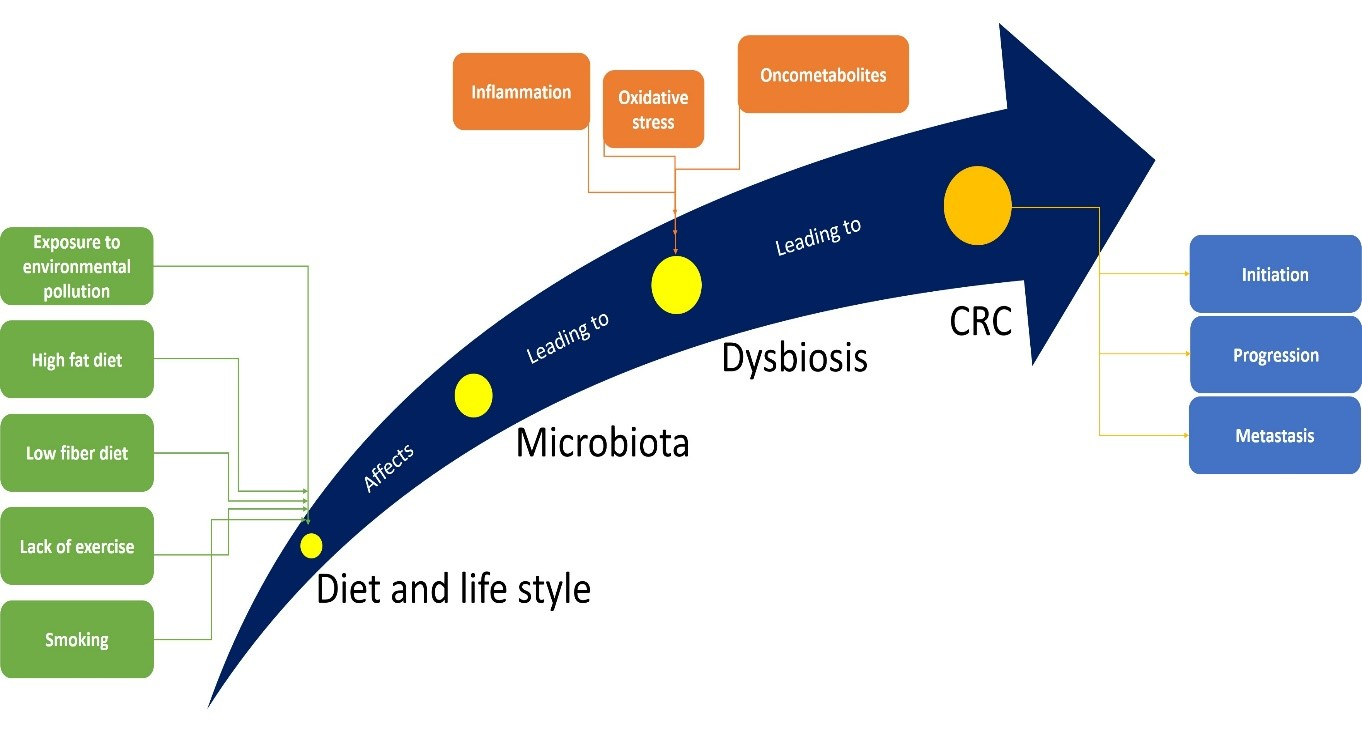 Inflammation
Oxidative
stress
Oncometabolites
Exposure to
environmental
pollution
High fat diet
Low fiber diet
Lack of exercise
Smoking
Diet and life style
Affects
Microbiota
Leading to
Dysbiosis
Leading to
CRC
Initiation
Progression
Metastasis